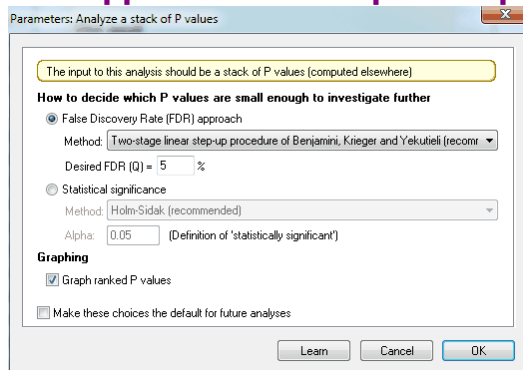 Parameters: Analyze a stack of P values
The input to this analysis should be a stack of P values (computed elsewhere)
How to decide which P values are small enough to investigate further
False Discovery Rate (FDR) approach
Method: Two-stage linear step-up procedure of Benjamini, Krieger and Yekutieli (recomr
Desired FDR (Q) = 5 %
Statistical significance
Method: Holm-Sidak (recommended)
Alpha: 0.05 (Definition of 'statistically significant')
Graphing
Graph ranked P values
Make these choices the default for future analyses
Learn Cancel OK